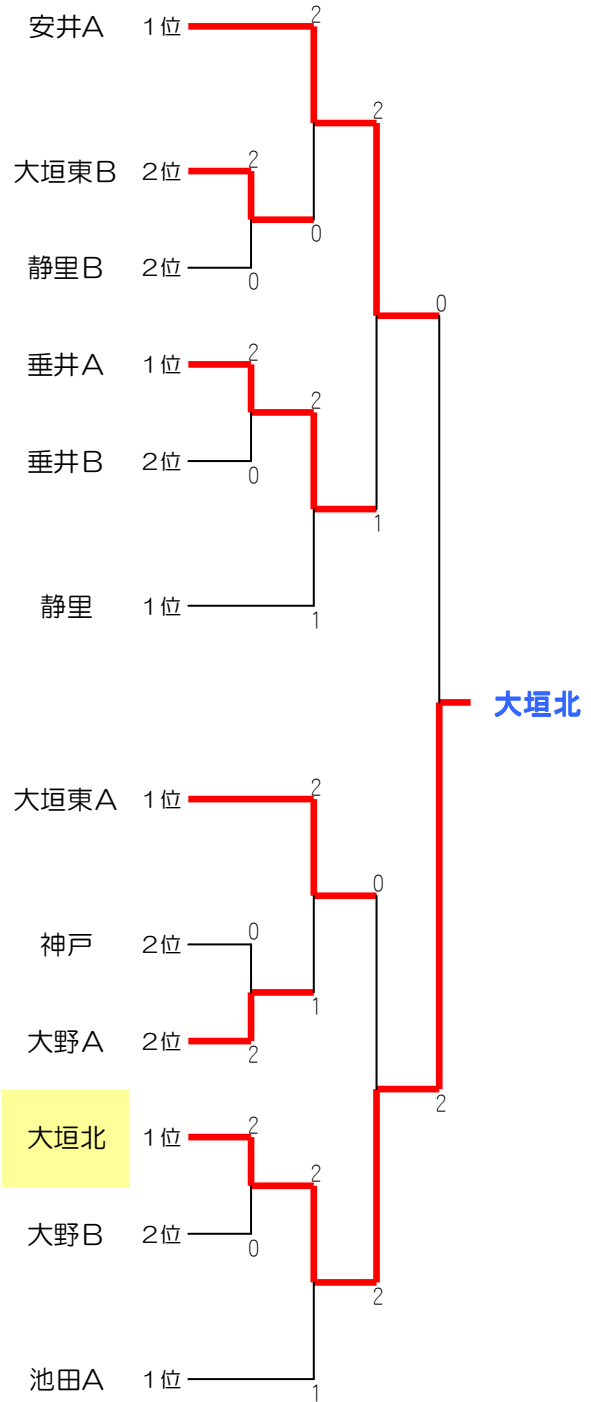 安井A 1位 2
2
大垣東B 2位 2
0
静里B 2位 0
0
垂井A 1位 2
2
垂井B 2位 0
1
静里 1位 1
大垣北
大垣東A 1位 2
0
神戸 2位 0
1
大野A 2位 2
2
大垣北 1位 2
2
大野B 2位 0
2
池田A 1位 1